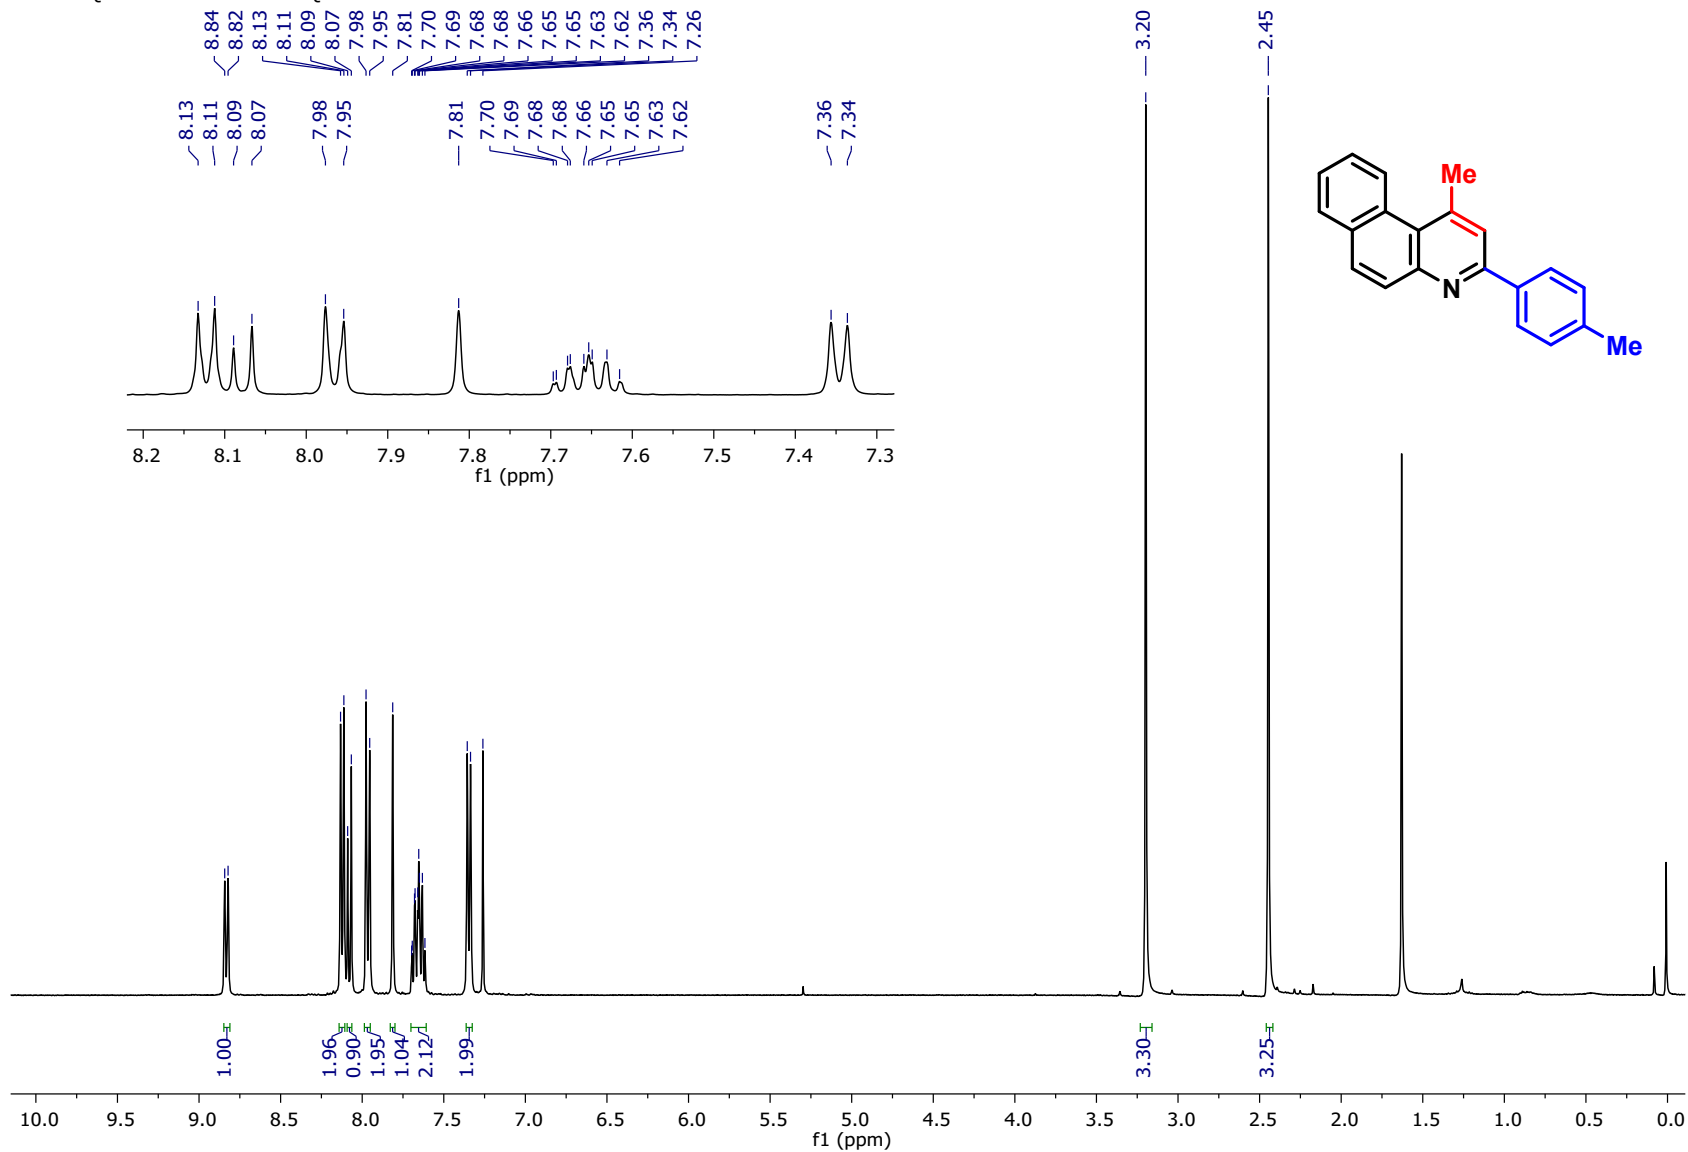 8.84 8.82 8.13 8.11 8.09 8.07 7.98 7.95 7.81 7.70 7.69 7.68 7.68 7.66 7.65 7.65 7.63 7.62 7.36 7.34 7.26 3.20 2.45
8.13 8.11 8.09 8.07 7.98 7.95 7.81 7.70 7.69 7.68 7.68 7.66 7.65 7.65 7.63 7.62 7.36 7.34
Me
N
Me
8.2 8.1 8.0 7.9 7.8 7.7 7.6 7.5 7.4 7.3
f1 (ppm)
1.00 1.96 0.90 1.95 1.04 2.12 1.99 3.30 3.25
10.0 9.5 9.0 8.5 8.0 7.5 7.0 6.5 6.0 5.5 5.0 4.5 4.0 3.5 3.0 2.5 2.0 1.5 1.0 0.5 0.0
f1 (ppm)